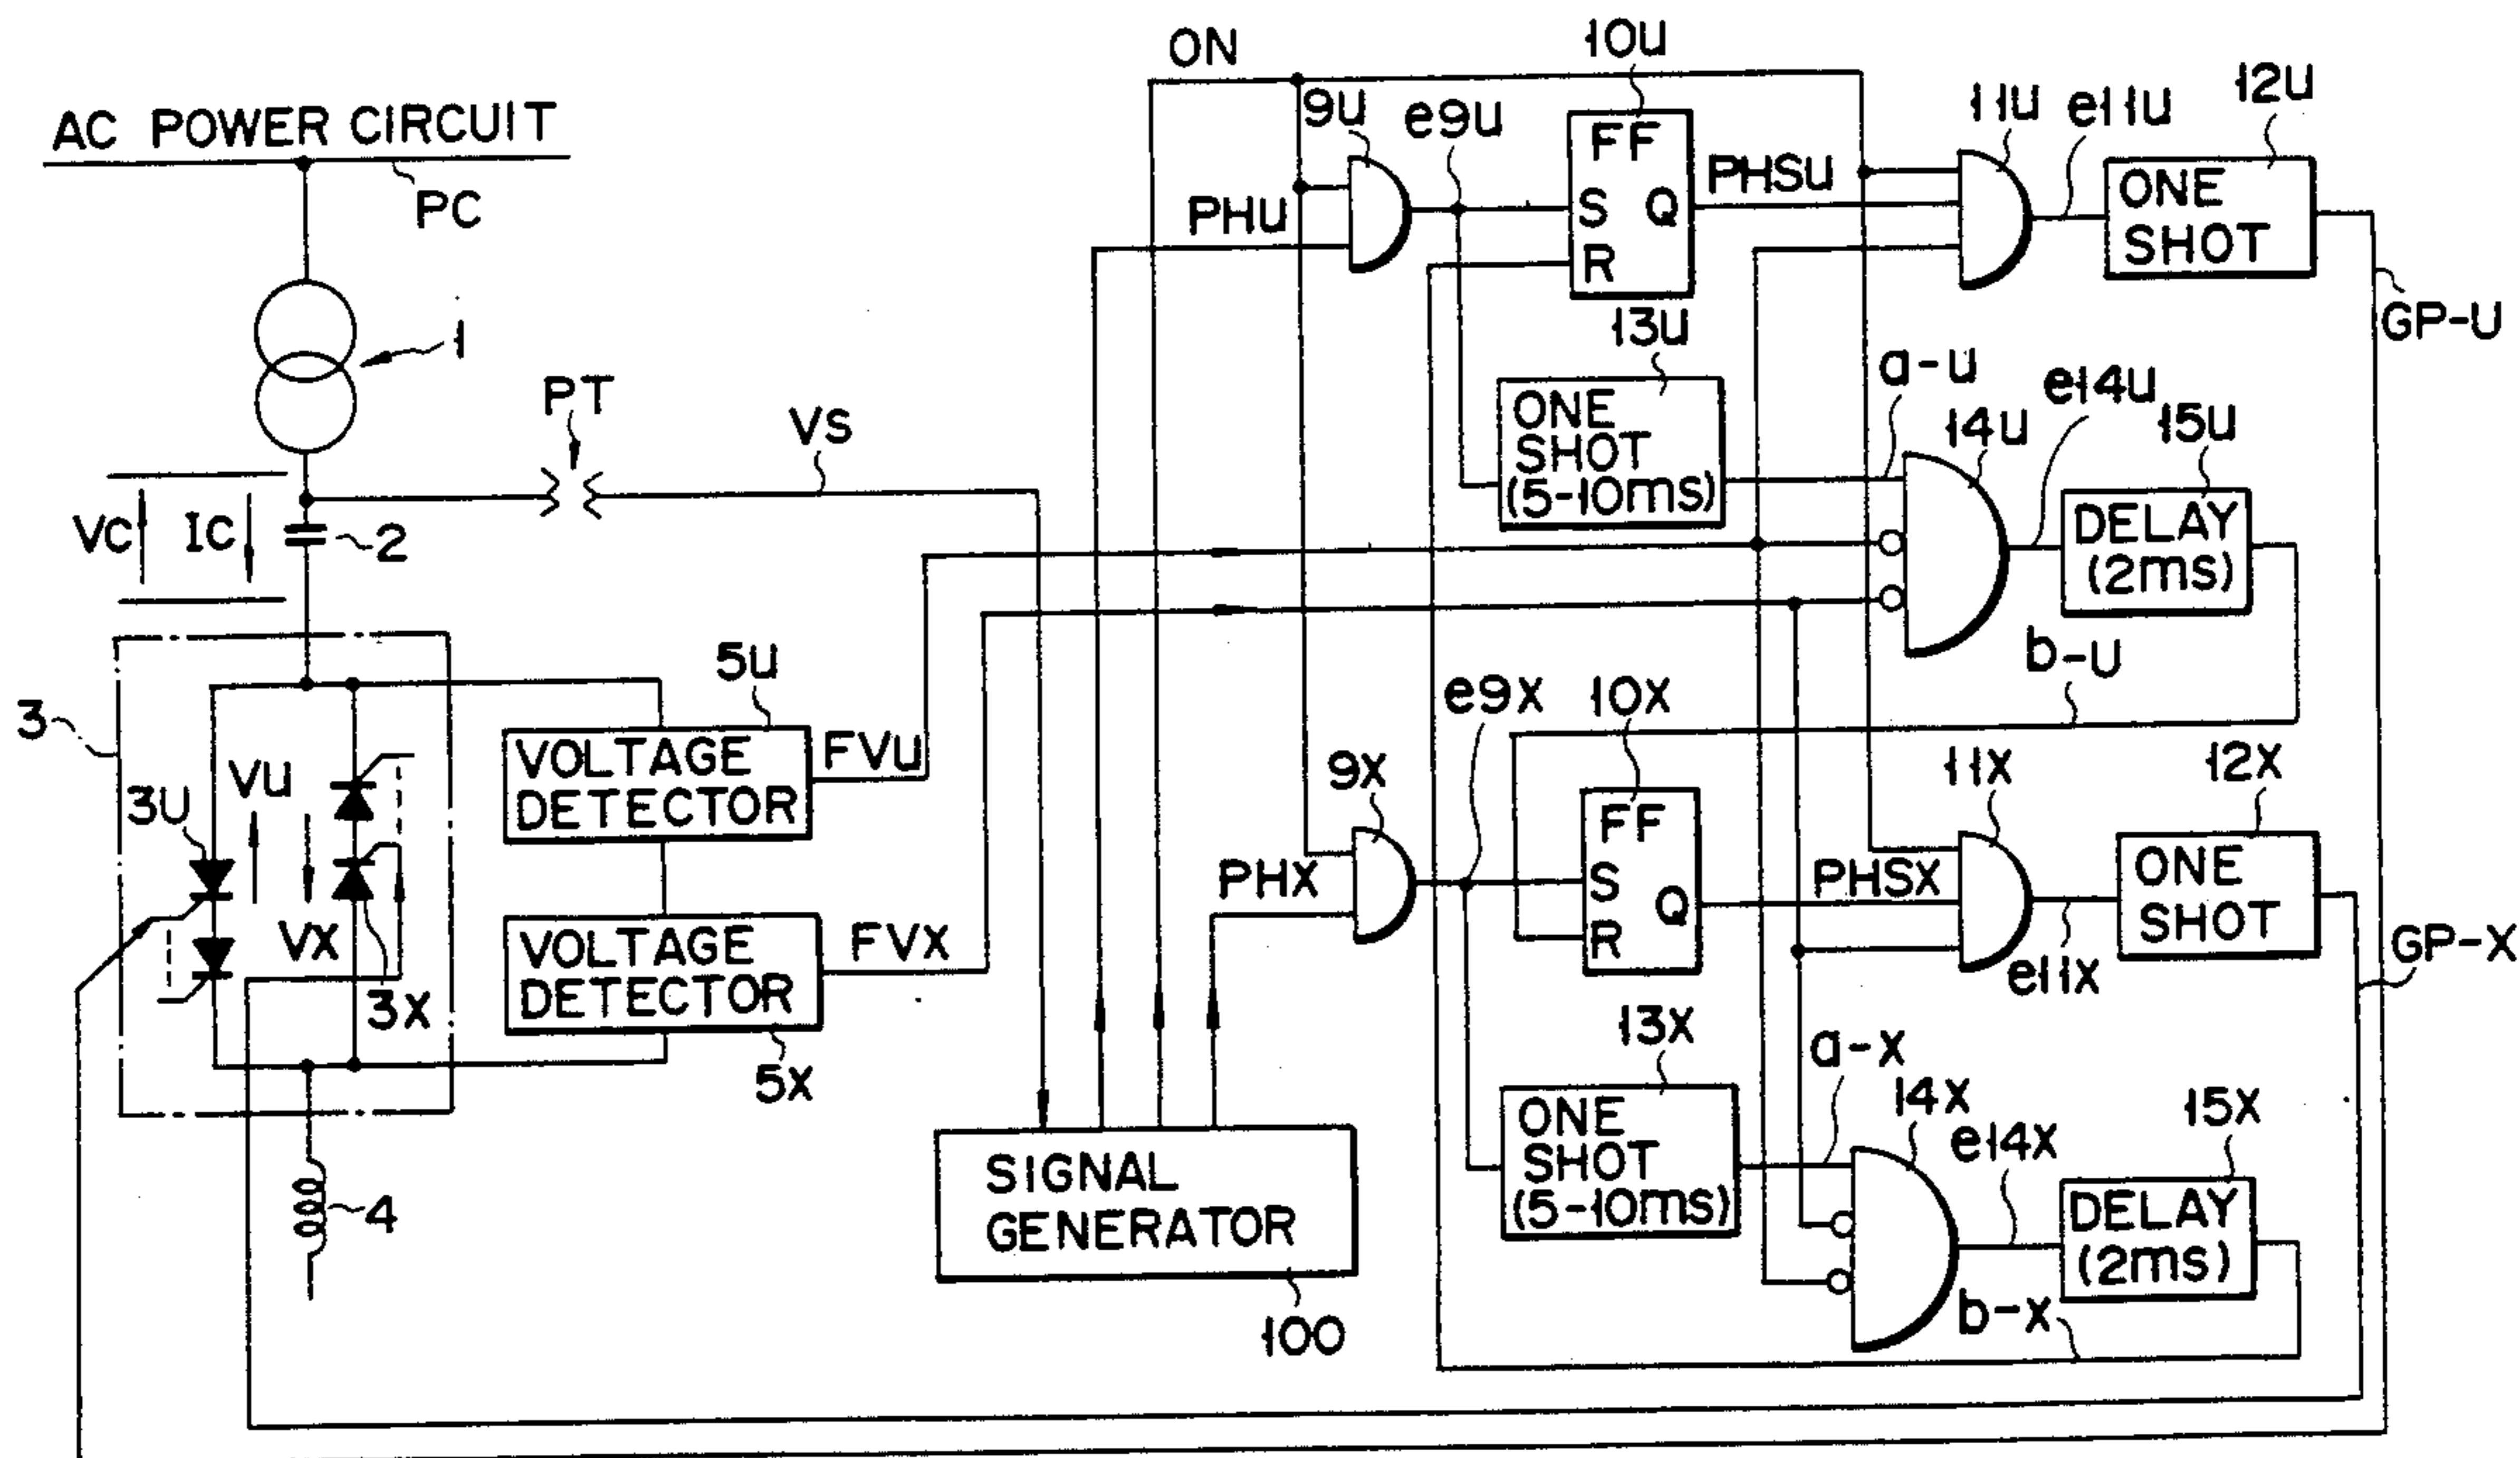 AC POWER CIRCUIT
PC
1
PT
VS
VC
IC
2
3
3U
Vu
VX
3X
4
5U
VOLTAGE
DETECTOR
FVu
VOLTAGE
DETECTOR
FVX
5X
SIGNAL
GENERATOR
100
ON
PHU
9U
e9U
10U
FF
S
Q
R
PHSU
11U
e11U
12U
ONE
SHOT
GP-U
13U
ONE
SHOT
(5-10ms)
a-U
14U
e14U
15U
DELAY
(2ms)
b-U
PHX
9X
e9X
10X
FF
S
Q
R
PHSX
11X
e11X
12X
ONE
SHOT
GP-X
13X
ONE
SHOT
(5-10ms)
a-X
14X
e14X
15X
DELAY
(2ms)
b-X